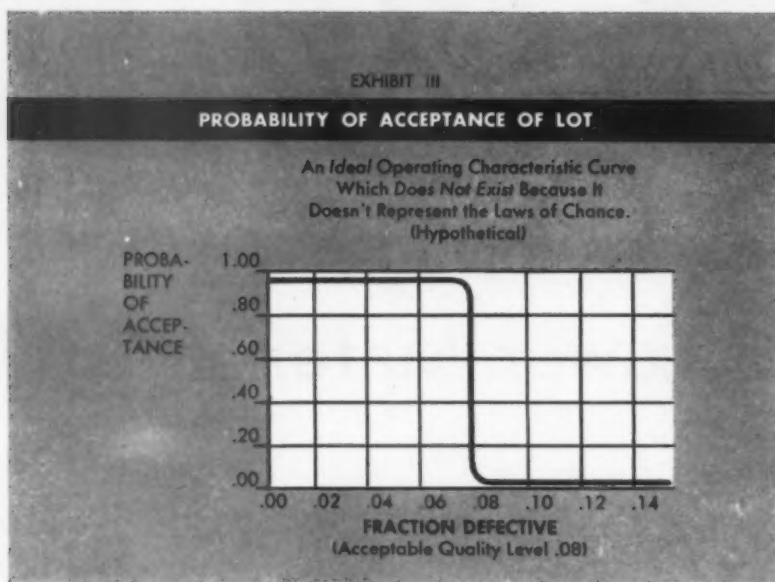 EXHIBIT III
PROBABILITY OF ACCEPTANCE OF LOT
An Ideal Operating Characteristic Curve
Which Does Not Exist Because It
Doesn't Represent the Laws of Chance.
(Hypothetical)
PROBA-
BILITY
OF
ACCEP-
TANCE
1.00
.80
.60
.40
.20
.00
.00 .02 .04 .06 .08 .10 .12 .14
FRACTION DEFECTIVE
(Acceptable Quality Level .08)